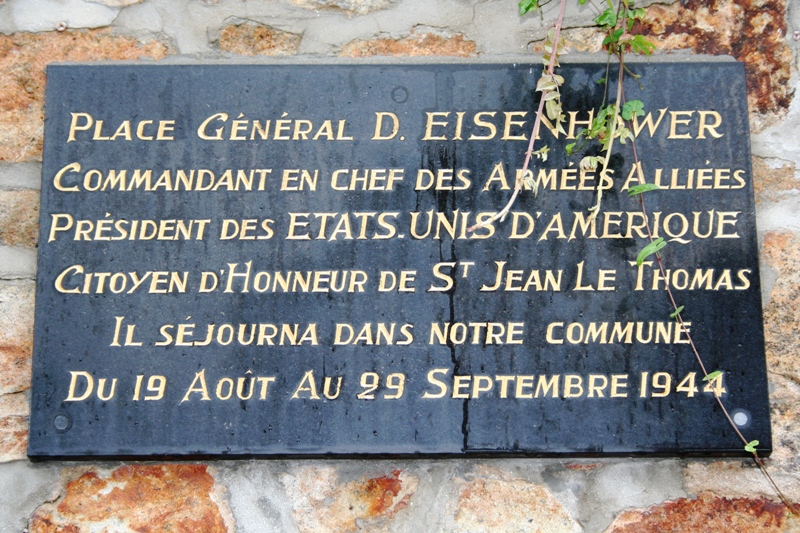 PLACE GÉNÉRAL D. EISENHOWER
COMMANDANT EN CHEF DES ARMÉES ALLIÉES
PRÉSIDENT DES ETATS-UNIS D'AMERIQUE
CITOYEN D'HONNEUR DE ST JEAN LE THOMAS
IL SÉJOURNA DANS NOTRE COMMUNE
DU 19 AOÛT AU 29 SEPTEMBRE 1944